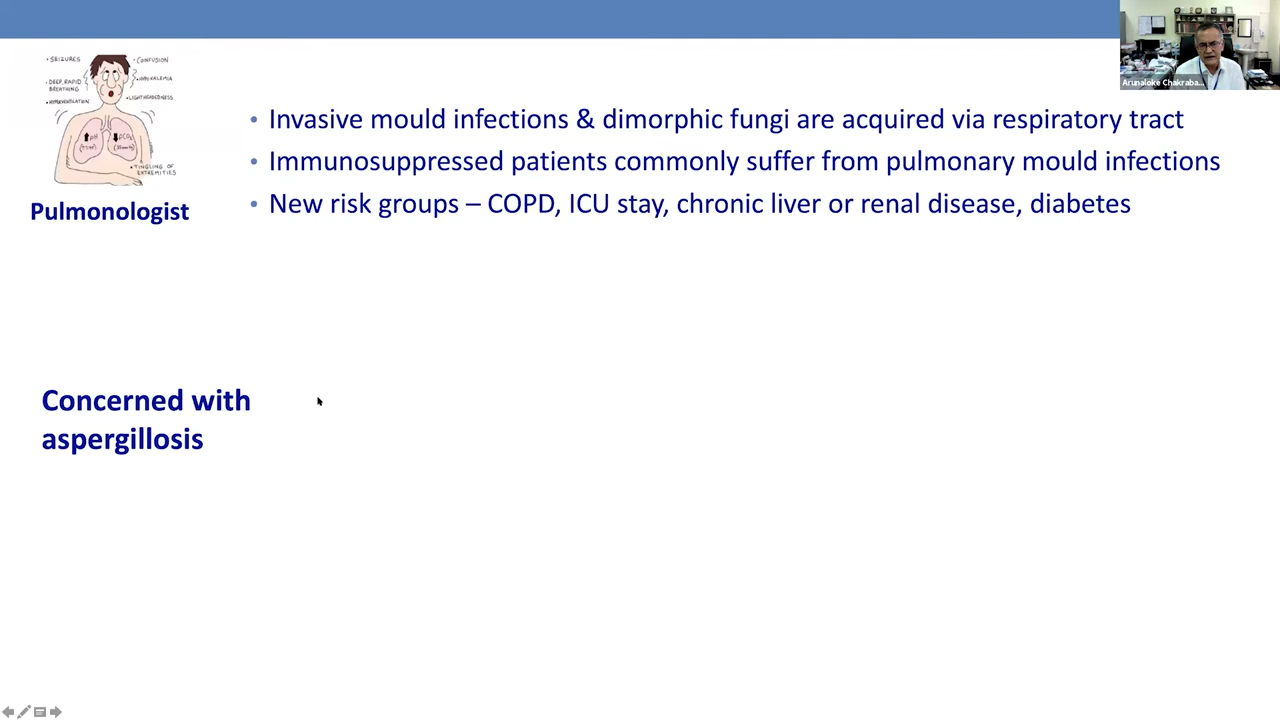 Arunaloke Chakraba...
• SEIZURES
• CONFUSION
• DEEP, RAPID
BREATHING
• HYPOKALEMIA
• HYPERVENTILATION
• LIGHTHEADEDNESS
• TINGLING OF
EXTREMITIES
Pulmonologist
• Invasive mould infections & dimorphic fungi are acquired via respiratory tract
• Immunosuppressed patients commonly suffer from pulmonary mould infections
• New risk groups – COPD, ICU stay, chronic liver or renal disease, diabetes
Concerned with
aspergillosis